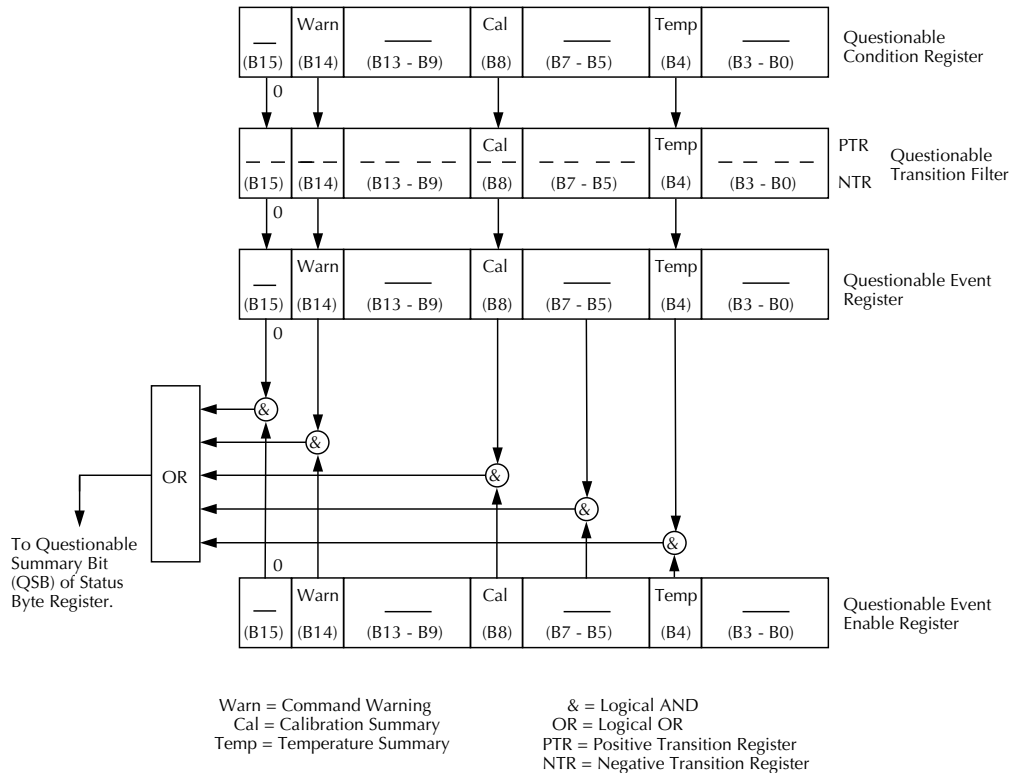 Warn Cal Temp
(B15) (B14) (B13 - B9) (B8) (B7 - B5) (B4) (B3 - B0)
Questionable
Condition Register
0
Cal Temp
(B15) (B14) (B13 - B9) (B8) (B7 - B5) (B4) (B3 - B0)
PTR
NTR
Questionable
Transition Filter
0
Warn Cal Temp
(B15) (B14) (B13 - B9) (B8) (B7 - B5) (B4) (B3 - B0)
Questionable Event
Register
0
&
&
&
&
&
OR
To Questionable
Summary Bit
(QSB) of Status
Byte Register.
0
Warn Cal Temp
(B15) (B14) (B13 - B9) (B8) (B7 - B5) (B4) (B3 - B0)
Questionable Event
Enable Register
Warn = Command Warning
Cal = Calibration Summary
Temp = Temperature Summary
& = Logical AND
OR = Logical OR
PTR = Positive Transition Register
NTR = Negative Transition Register